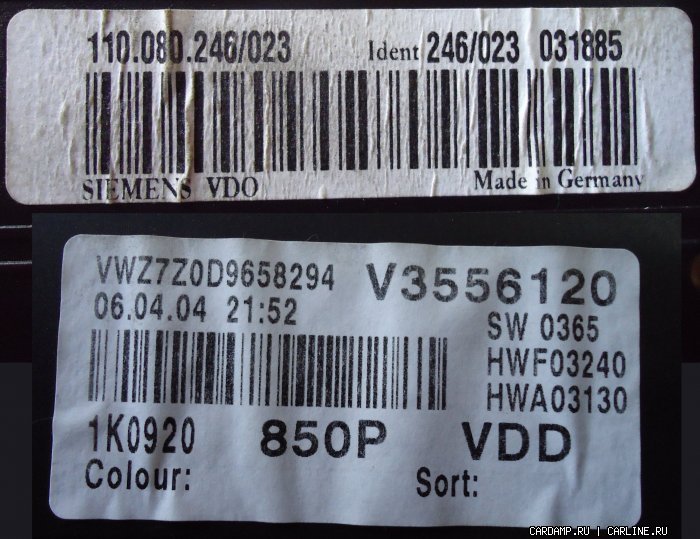 110.080.246/023 Ident 246/023 031885
SIEMENS VDO Made in Germany
VWZ7Z0D9658294 V3556120
06.04.04 21:52 SW 0365
HWF03240
HWA03130
1K0920 850P VDD
Colour: Sort:
CARDAMP.RU | CARLINE.RU